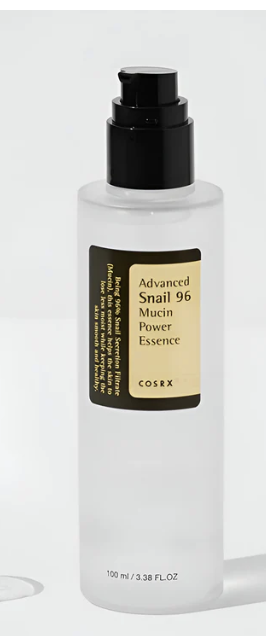 Advanced
Snail 96
Mucin
Power
Essence
COSRX
Being 96% Snail Secretion Filtrate
(Mucin), this essence helps the skin to
lose less moist while keeping the
skin smooth and healthy.
100 ml / 3.38 FL.OZ